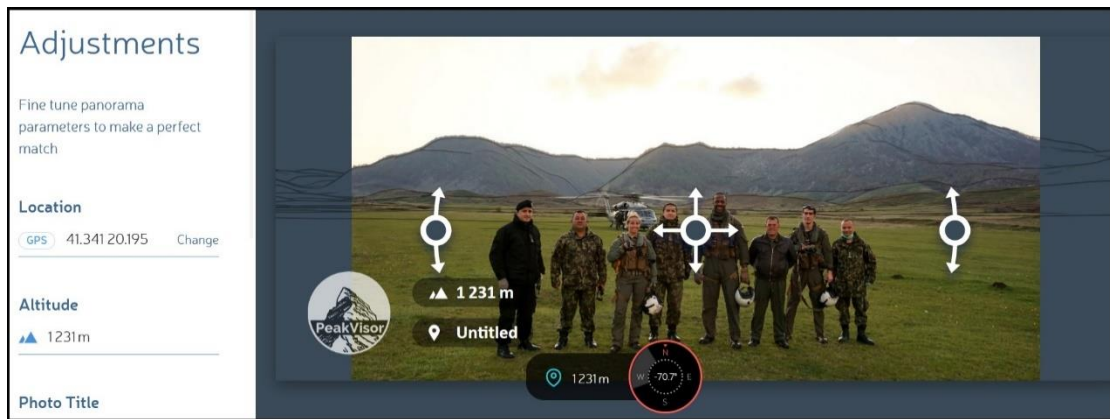 Adjustments
Fine tune panorama
parameters to make a perfect
match
Location
GPS 41.341 20.195 Change
Altitude
1231m
Photo Title
1 231 m
PeakVisor
Untitled
1231m
N
W -70.7° E
S